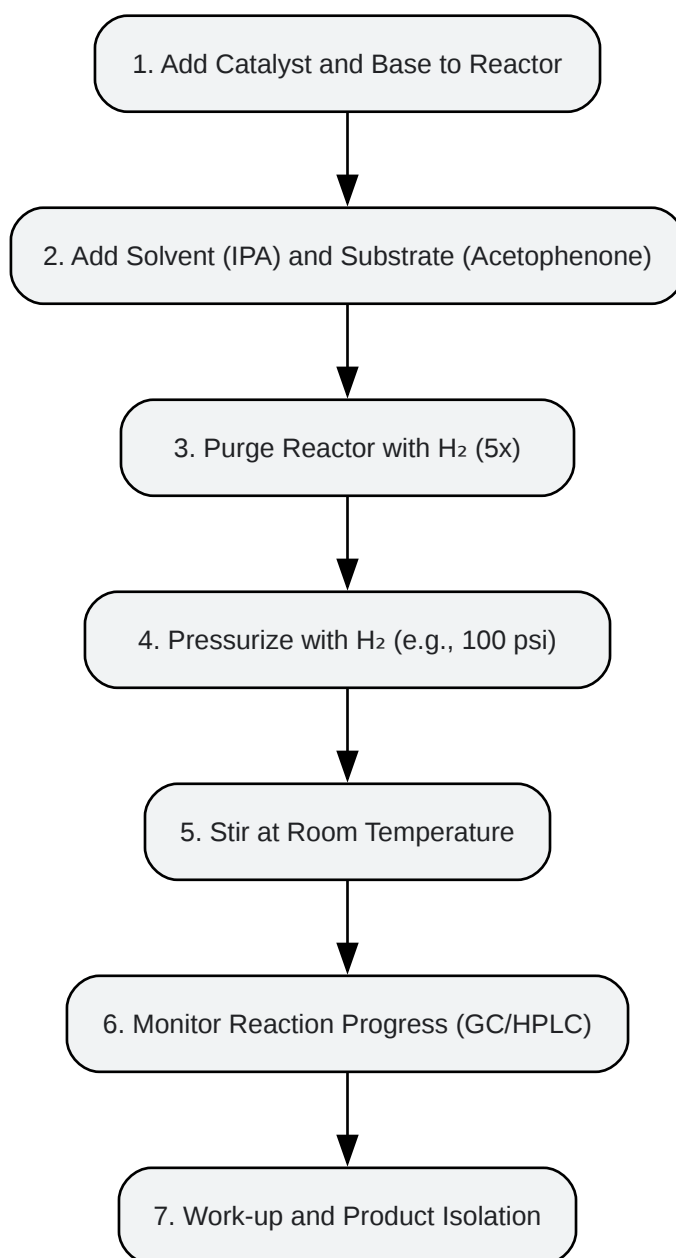 1. Add Catalyst and Base to Reactor
2. Add Solvent (IPA) and Substrate (Acetophenone)
3. Purge Reactor with H₂ (5x)
4. Pressurize with H₂ (e.g., 100 psi)
5. Stir at Room Temperature
6. Monitor Reaction Progress (GC/HPLC)
7. Work-up and Product Isolation